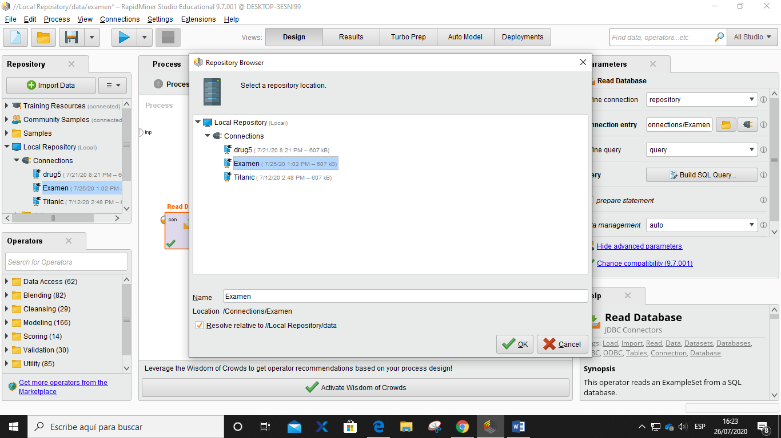 //Local Repository/data/examen* – RapidMiner Studio Educational 9.7.001 @ DESKTOP-3ESNI99
File Edit Process View Connections Settings Extensions Help
Views: Design Results Turbo Prep Auto Model Deployments
Find data, operators...etc
All Studio
Repository
Import Data
Training Resources (connected)
Community Samples (connected
Samples
Local Repository (Local)
Connections
drug5 ( 7/21/20 8:21 PM – 6
Examen ( 7/25/20 1:02 PM –
Titanic ( 7/12/20 2:48 PM – 6
Operators
Search for Operators
Data Access (62)
Blending (82)
Cleansing (29)
Modeling (166)
Scoring (14)
Validation (30)
Utility (85)
Get more operators from the
Marketplace
Process
Proces
Process
inp
Read D
con
Repository Browser
Select a repository location.
Local Repository (Local)
Connections
drug5 ( 7/21/20 8:21 PM – 607 kB)
Examen ( 7/25/20 1:02 PM – 607 kB)
Titanic ( 7/12/20 2:48 PM – 607 kB)
Name Examen
Location /Connections/Examen
Resolve relative to //Local Repository/data
OK
Cancel
Leverage the Wisdom of Crowds to get operator recommendations based on your process design!
Activate Wisdom of Crowds
arameters
Read Database
fine connection repository
nnection entry onnections/Examen
fine query query
ery Build SQL Query...
prepare statement
ta management auto
Hide advanced parameters
Change compatibility (9.7.001)
elp
Read Database
JDBC Connectors
gs: Load, Import, Read, Data, Datasets, Databases,
BC, ODBC, Tables, Connection, Database
Synopsis
This operator reads an ExampleSet from a SQL
database.
Escribe aquí para buscar
ESP
16:23
26/07/2020
8